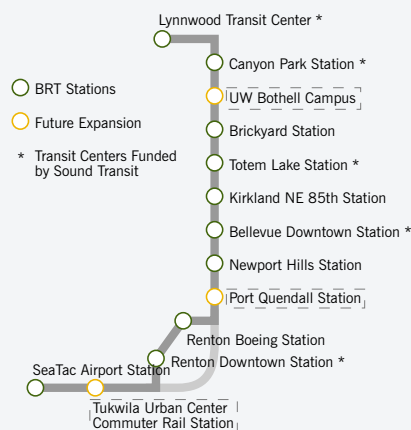 Lynnwood Transit Center *
Canyon Park Station *
BRT Stations
UW Bothell Campus
Future Expansion
Brickyard Station
* Transit Centers Funded
by Sound Transit
Totem Lake Station *
Kirkland NE 85th Station
Bellevue Downtown Station *
Newport Hills Station
Port Quendall Station
Renton Boeing Station
Renton Downtown Station *
SeaTac Airport Station
Tukwila Urban Center
Commuter Rail Station